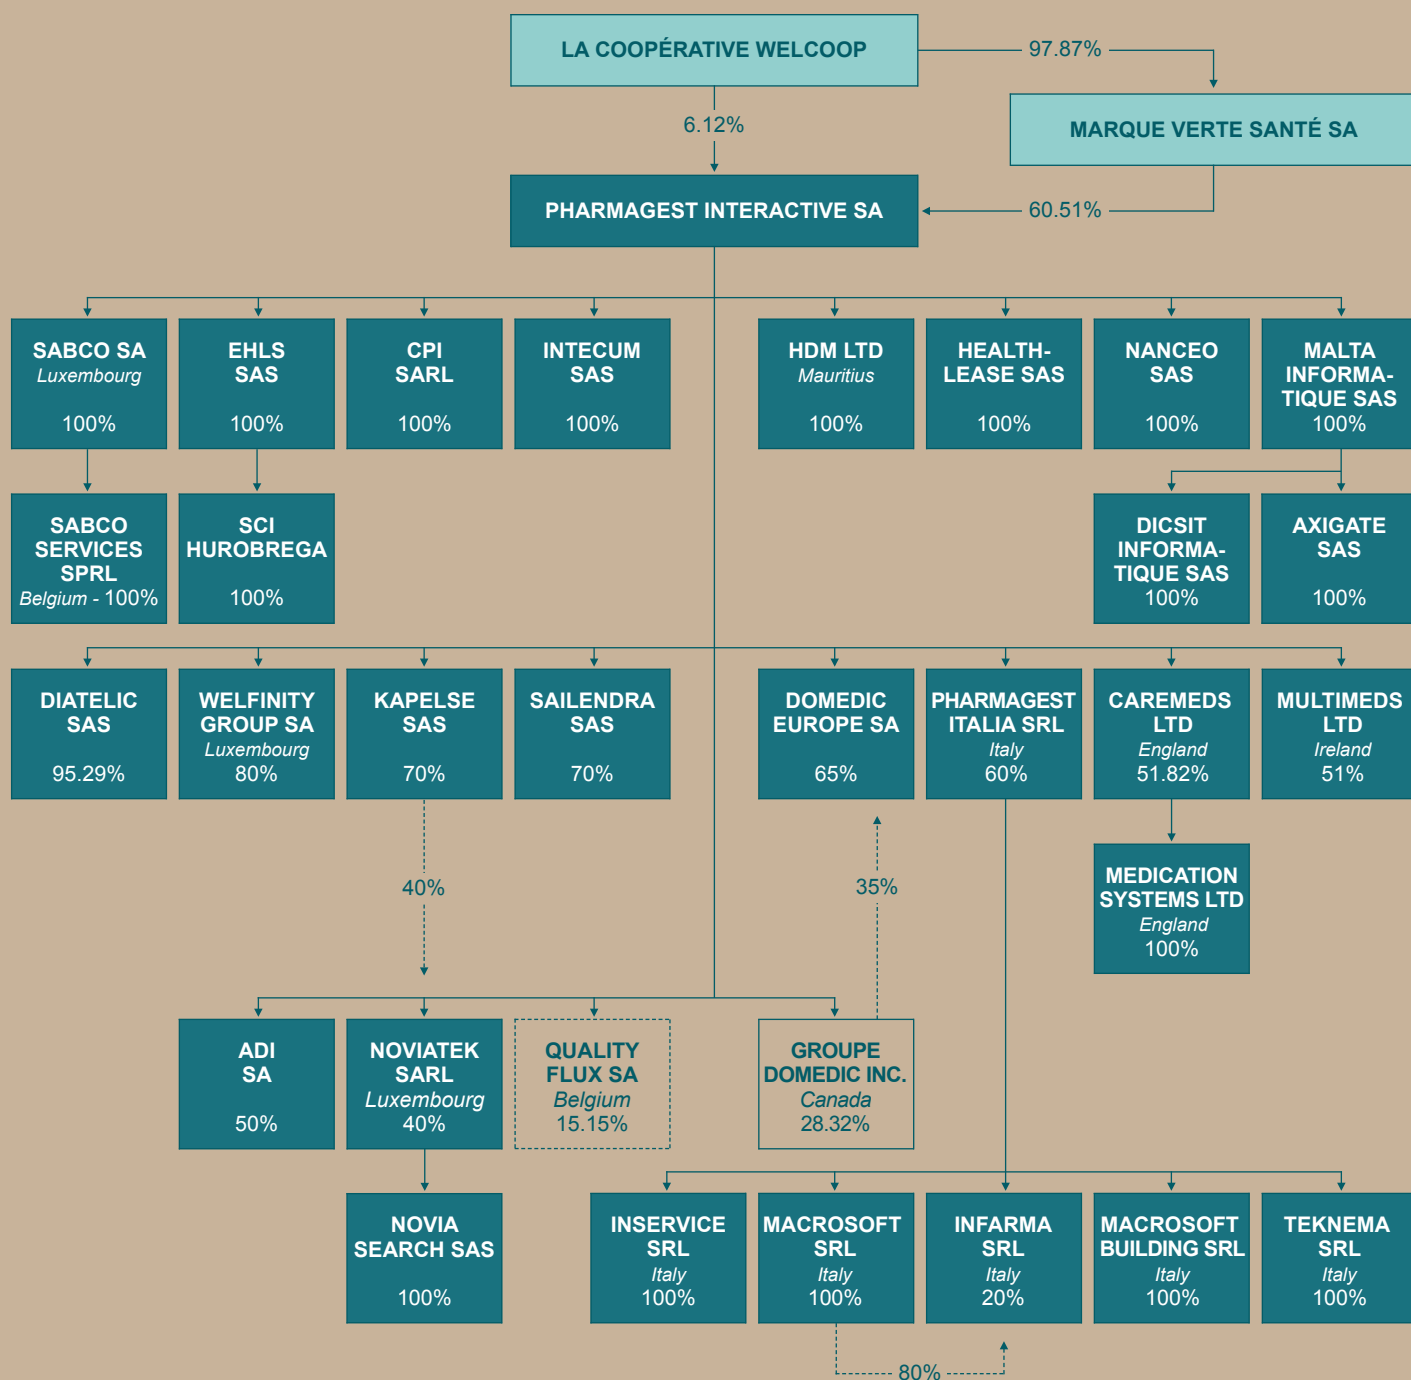 LA COOPÉRATIVE WELCOOP
97.87%
6.12%
MARQUE VERTE SANTÉ SA
PHARMAGEST INTERACTIVE SA
60.51%
SABCO SA
Luxembourg
100%
EHLS
SAS
100%
CPI
SARL
100%
INTECUM
SAS
100%
HDM LTD
Mauritius
100%
HEALTH-
LEASE SAS
100%
NANCEO
SAS
100%
MALTA
INFORMA-
TIQUE SAS
100%
SABCO
SERVICES
SPRL
Belgium - 100%
SCI
HUROBREGA
100%
DICSIT
INFORMA-
TIQUE SAS
100%
AXIGATE
SAS
100%
DIATELIC
SAS
95.29%
WELFINITY
GROUP SA
Luxembourg
80%
KAPELSE
SAS
70%
SAILENDRA
SAS
70%
DOMEDIC
EUROPE SA
65%
PHARMAGEST
ITALIA SRL
Italy
60%
CAREMEDS
LTD
England
51.82%
MULTIMEDS
LTD
Ireland
51%
40%
35%
MEDICATION
SYSTEMS LTD
England
100%
ADI
SA
50%
NOVIATEK
SARL
Luxembourg
40%
QUALITY
FLUX SA
Belgium
15.15%
GROUPE
DOMEDIC INC.
Canada
28.32%
NOVIA
SEARCH SAS
100%
INSERVICE
SRL
Italy
100%
MACROSOFT
SRL
Italy
100%
INFARMA
SRL
Italy
20%
MACROSOFT
BUILDING SRL
Italy
100%
TEKNEMA
SRL
Italy
100%
80%